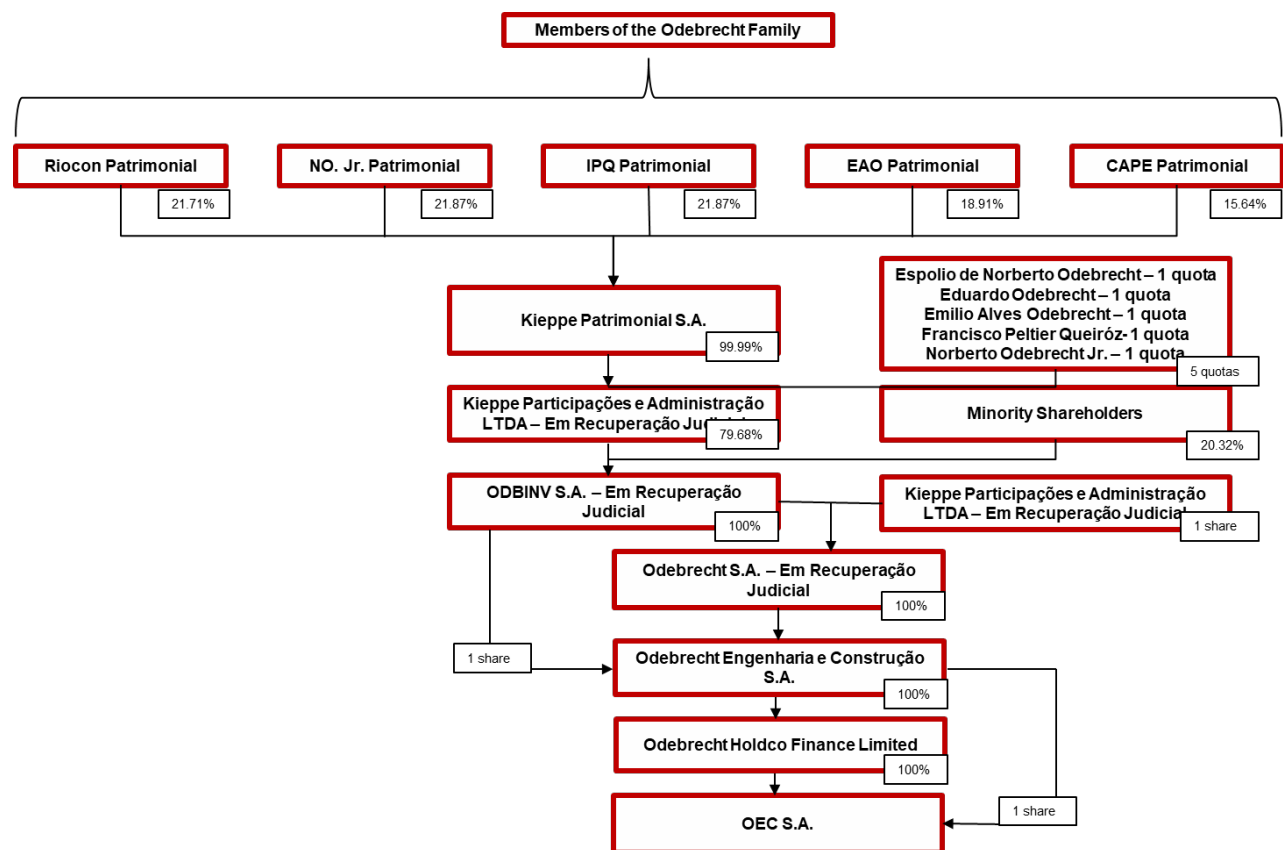 Members of the Odebrecht Family
Riocon Patrimonial
21.71%
NO. Jr. Patrimonial
21.87%
IPQ Patrimonial
21.87%
EAO Patrimonial
18.91%
CAPE Patrimonial
15.64%
Kieppe Patrimonial S.A.
99.99%
Espolio de Norberto Odebrecht – 1 quota
Eduardo Odebrecht – 1 quota
Emilio Alves Odebrecht – 1 quota
Francisco Peltier Queiróz- 1 quota
Norberto Odebrecht Jr. – 1 quota
5 quotas
Kieppe Participações e Administração
LTDA – Em Recuperação Judicial
79.68%
Minority Shareholders
20.32%
ODBINV S.A. – Em Recuperação
Judicial
100%
Kieppe Participações e Administração
LTDA – Em Recuperação Judicial
1 share
Odebrecht S.A. – Em Recuperação
Judicial
100%
1 share
Odebrecht Engenharia e Construção
S.A.
100%
Odebrecht Holdco Finance Limited
100%
1 share
OEC S.A.